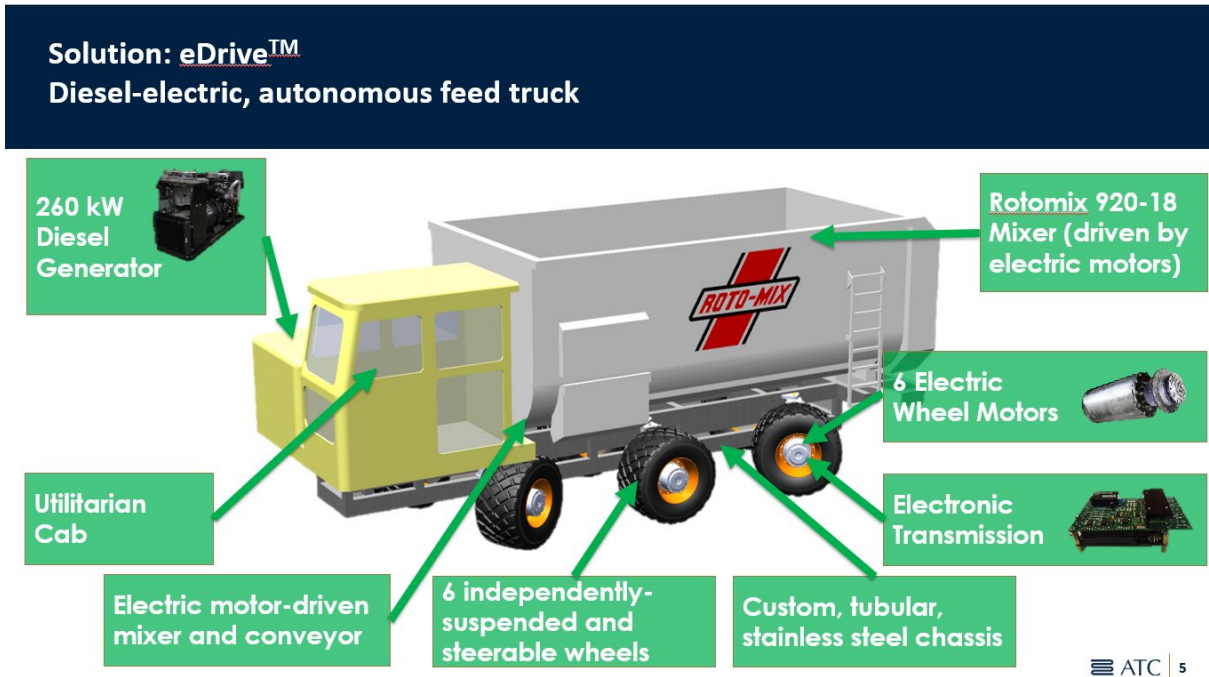 Solution: eDrive™
Diesel-electric, autonomous feed truck
260 kW
Diesel
Generator
Rotomix 920-18
Mixer (driven by
electric motors)
ROTO-MIX
6 Electric
Wheel Motors
Utilitarian
Cab
Electronic
Transmission
Electric motor-driven
mixer and conveyor
6 independently-
suspended and
steerable wheels
Custom, tubular,
stainless steel chassis
ATC 5